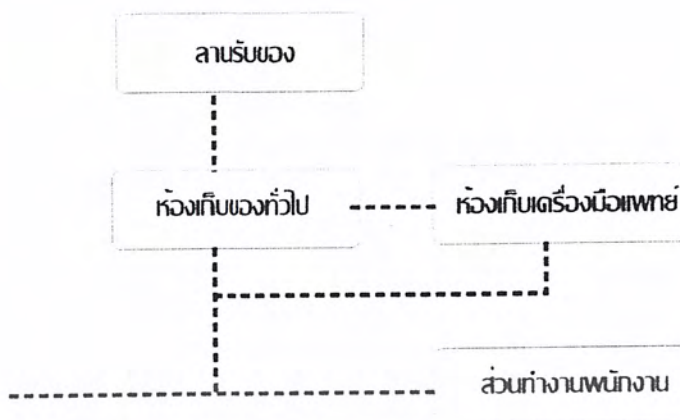 ลานรับของ
ห้องเก็บของทั่วไป
ห้องเก็บเครื่องมือแพทย์
ส่วนทำงานพนักงาน